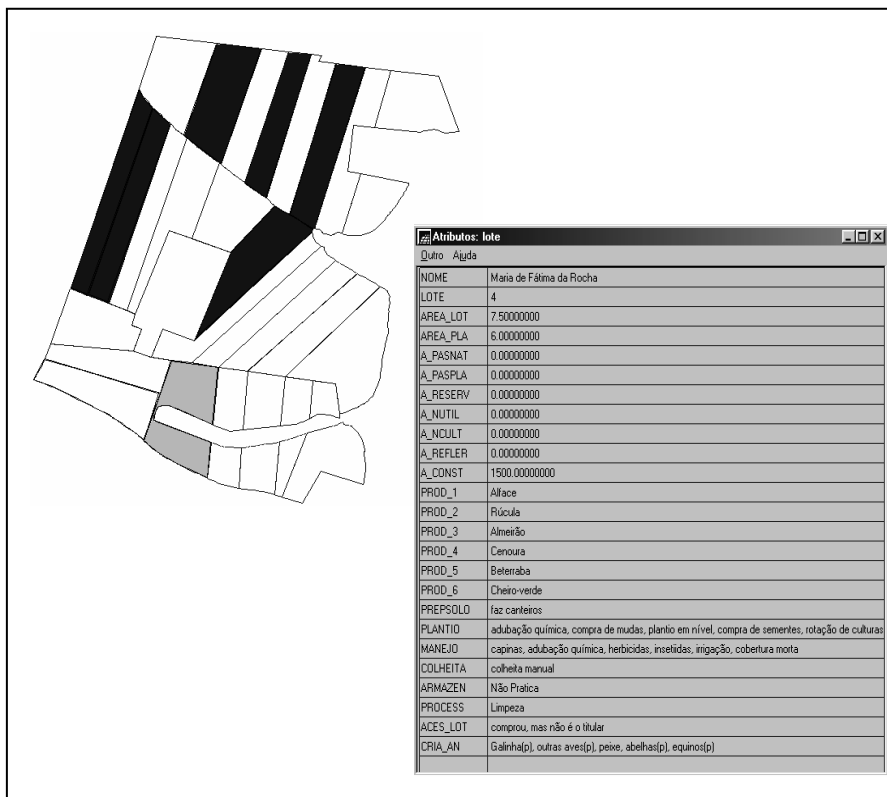 Atributos: lote
Outro Ajuda
NOME Maria de Fátima da Rocha
LOTE 4
AREA_LOT 7.50000000
AREA_PLA 6.00000000
A_PASNAT 0.00000000
A_PASPLA 0.00000000
A_RESERV 0.00000000
A_NUTIL 0.00000000
A_NCULT 0.00000000
A_REFLER 0.00000000
A_CONST 1500.00000000
PROD_1 Alface
PROD_2 Rúcula
PROD_3 Almeirão
PROD_4 Cenoura
PROD_5 Beterraba
PROD_6 Cheiro-verde
PREPSOLO faz canteiros
PLANTIO adubação química, compra de mudas, plantio em nível, compra de sementes, rotação de culturas
MANEJO capinas, adubação química, herbicidas, insetiidas, irrigação, cobertura morta
COLHEITA colheita manual
ARMAZEN Não Pratica
PROCESS Limpeza
ACES_LOT comprou, mas não é o titular
CRIA_AN Galinha(p), outras aves(p), peixe, abelhas(p), equinos(p)